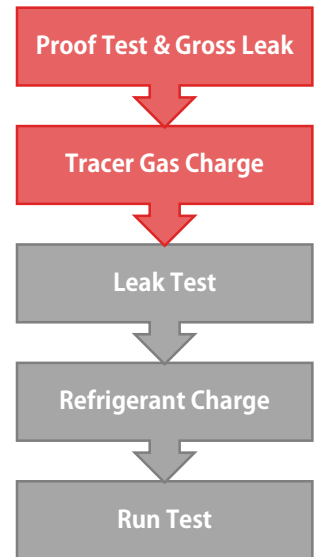 Proof Test & Gross Leak
Tracer Gas Charge
Leak Test
Refrigerant Charge
Run Test